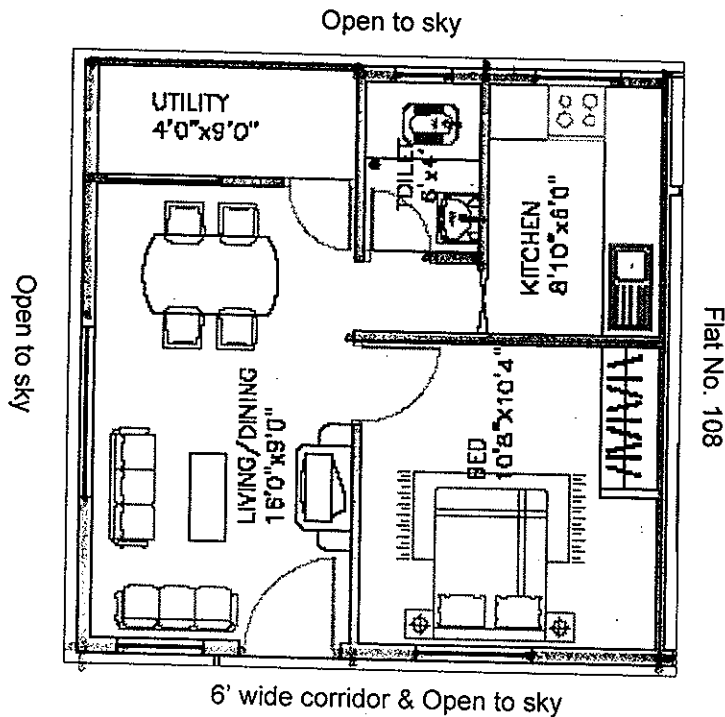 Open to sky
UTILITY
4'0"x9'0"
TOILET
KITCHEN
8'10"x6'0"
Open to sky
Flat No. 108
LIVING/DINING
16'0"x9'0"
BED
10'8"x10'4"
6' wide corridor & Open to sky